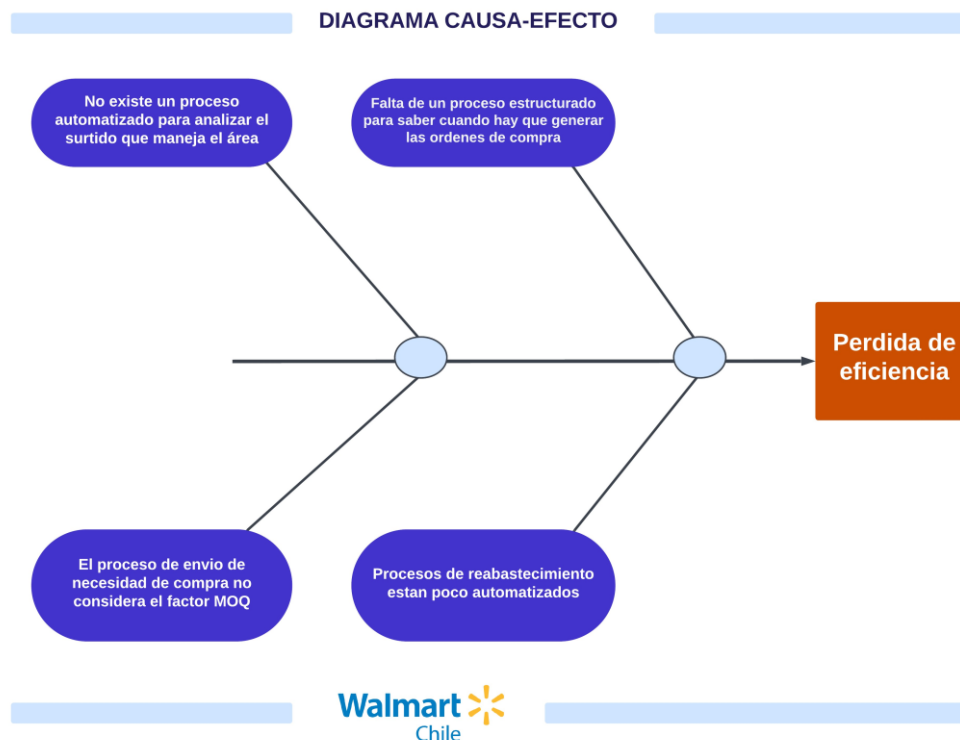 DIAGRAMA CAUSA-EFECTO
No existe un proceso
automatizado para analizar el
surtido que maneja el área
Falta de un proceso estructurado
para saber cuando hay que generar
las ordenes de compra
Perdida de
eficiencia
El proceso de envio de
necesidad de compra no
considera el factor MOQ
Procesos de reabastecimiento
estan poco automatizados
Walmart
Chile